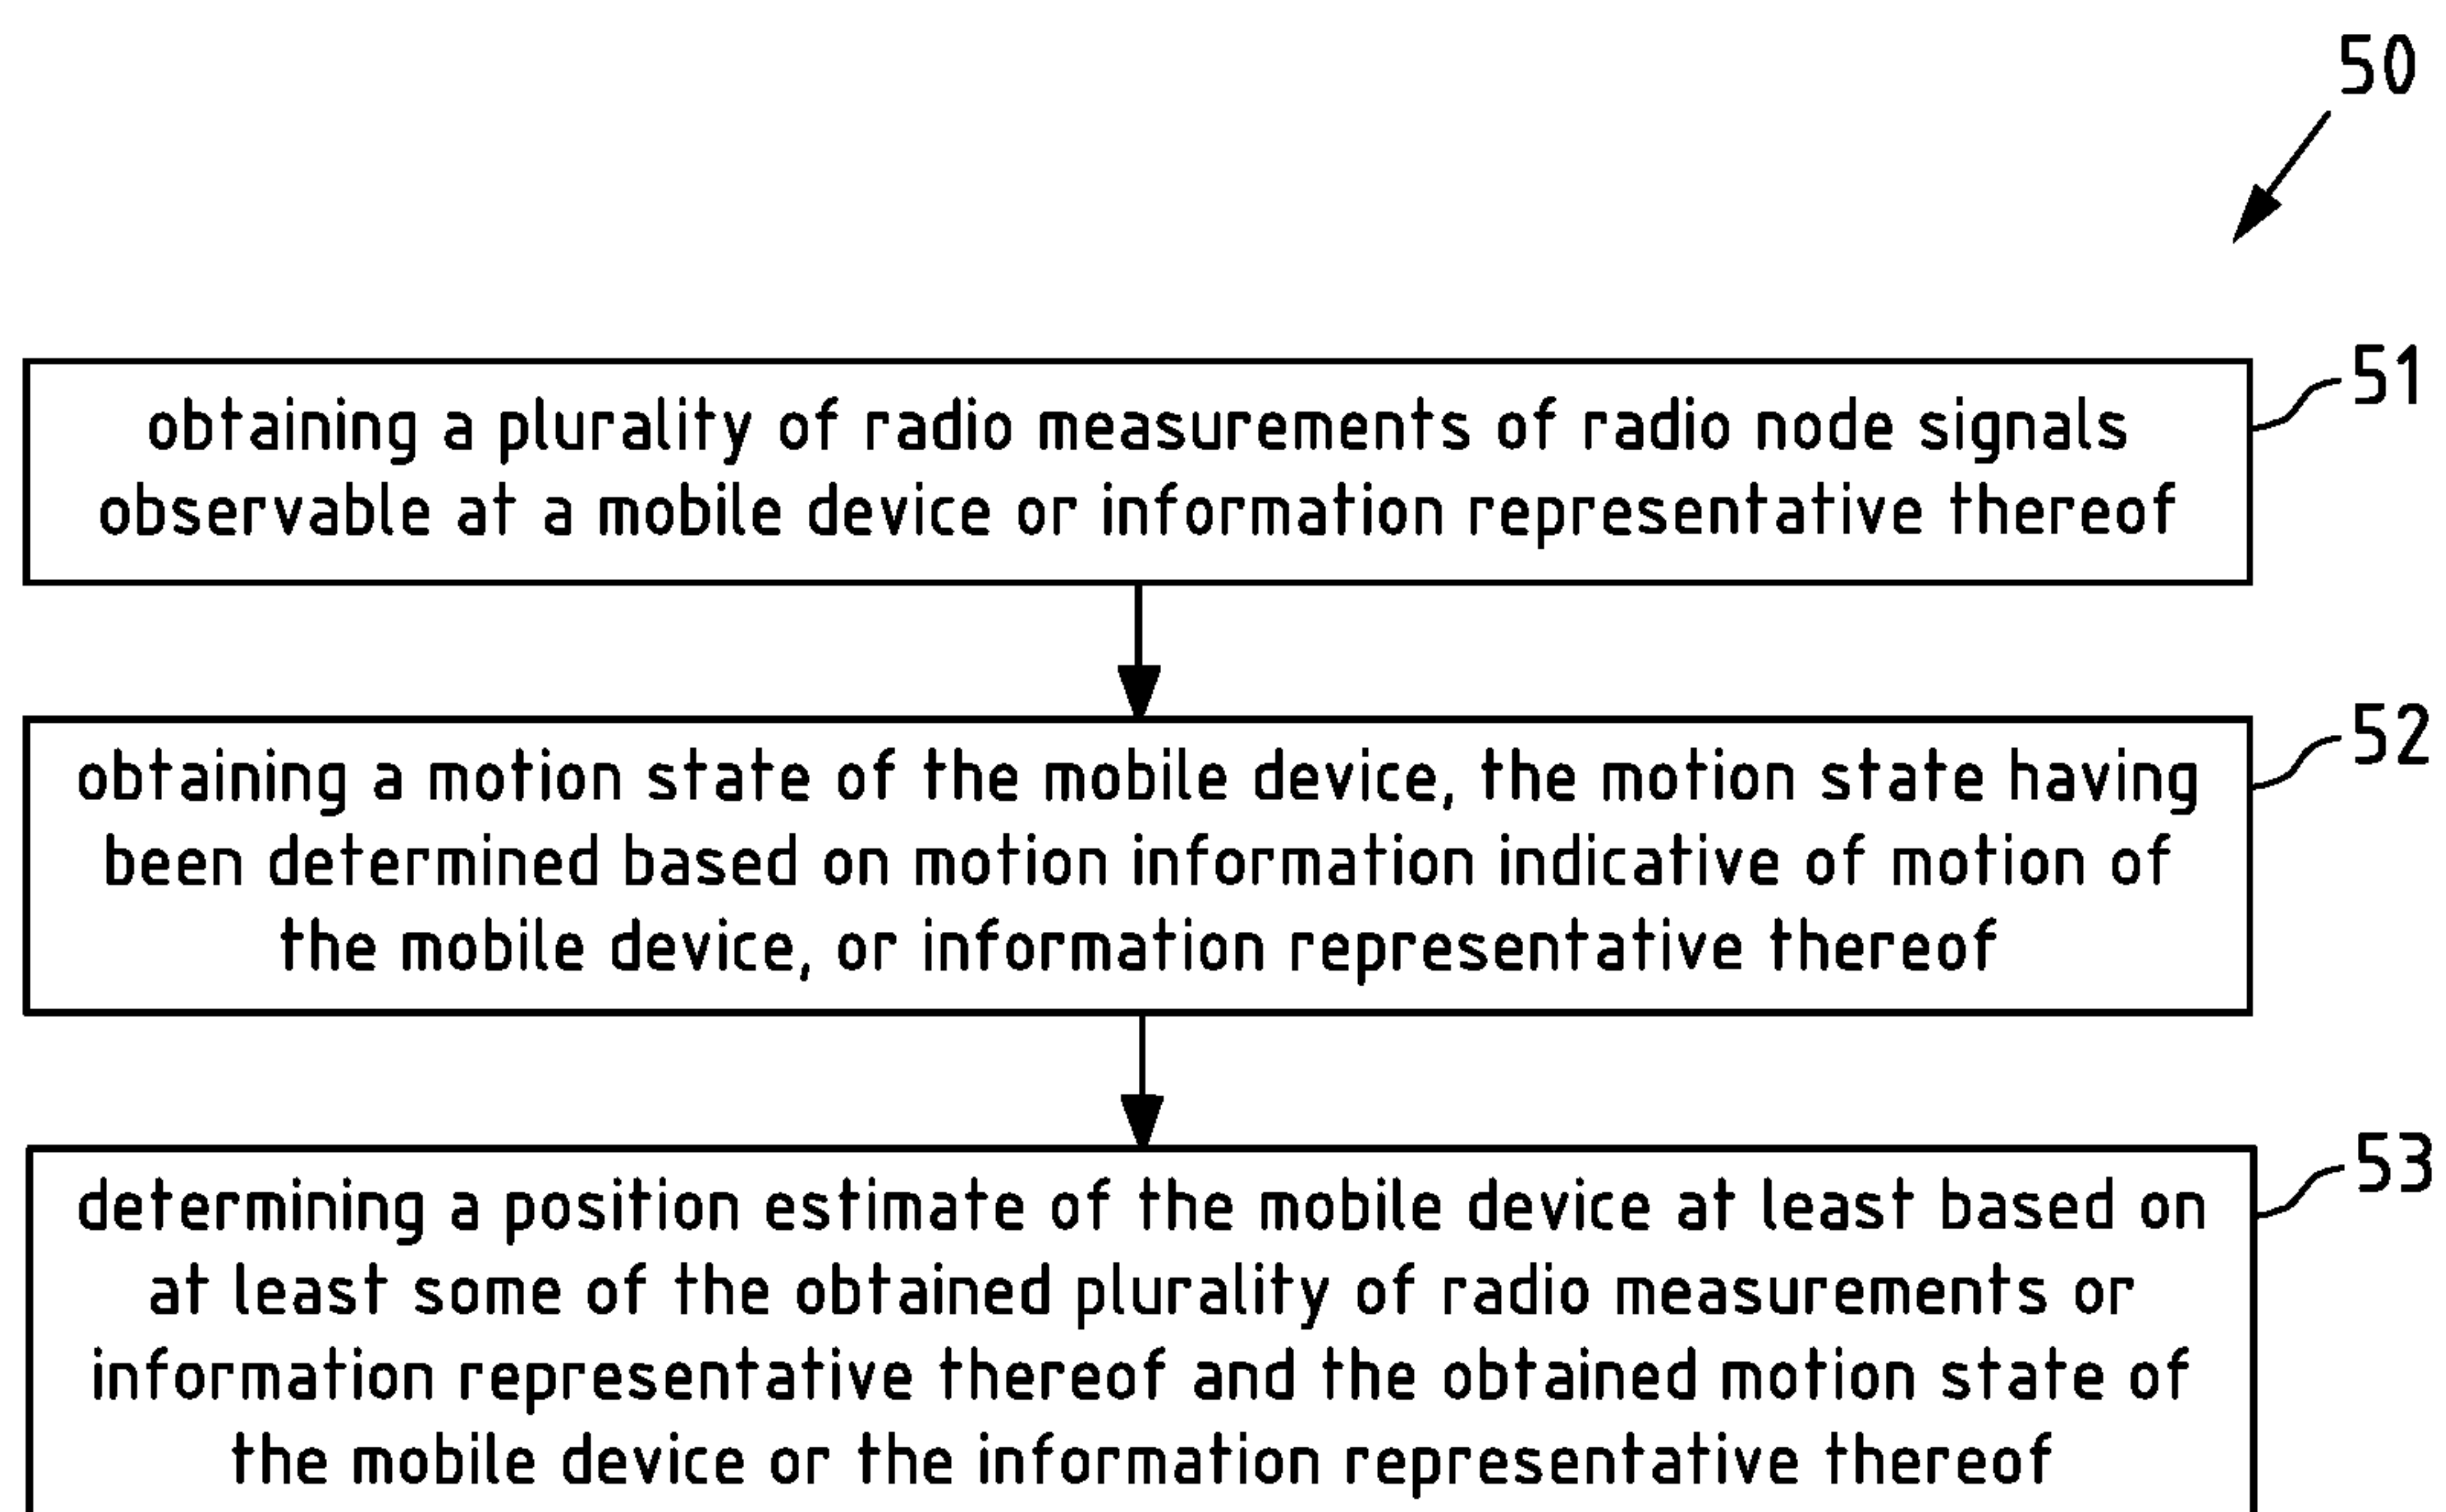 50
51
obtaining a plurality of radio measurements of radio node signals
observable at a mobile device or information representative thereof
52
obtaining a motion state of the mobile device, the motion state having
been determined based on motion information indicative of motion of
the mobile device, or information representative thereof
53
determining a position estimate of the mobile device at least based on
at least some of the obtained plurality of radio measurements or
information representative thereof and the obtained motion state of
the mobile device or the information representative thereof